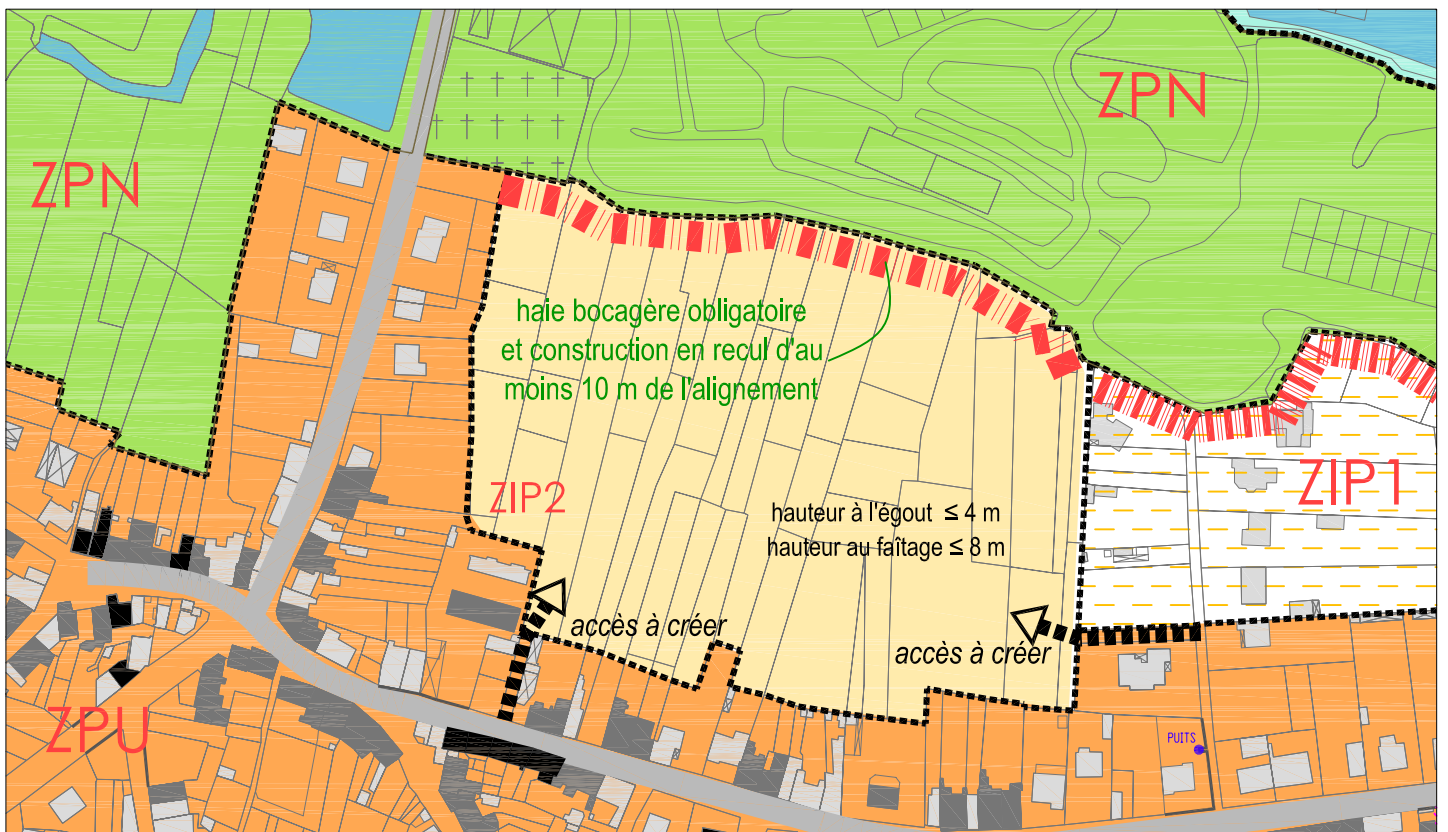 ZPN
ZPN
haie bocagère obligatoire
et construction en recul d'au
moins 10 m de l'alignement
ZIP2
ZIP1
hauteur à l'égout ≤ 4 m
hauteur au faîtage ≤ 8 m
accès à créer
accès à créer
ZPU
PUITS